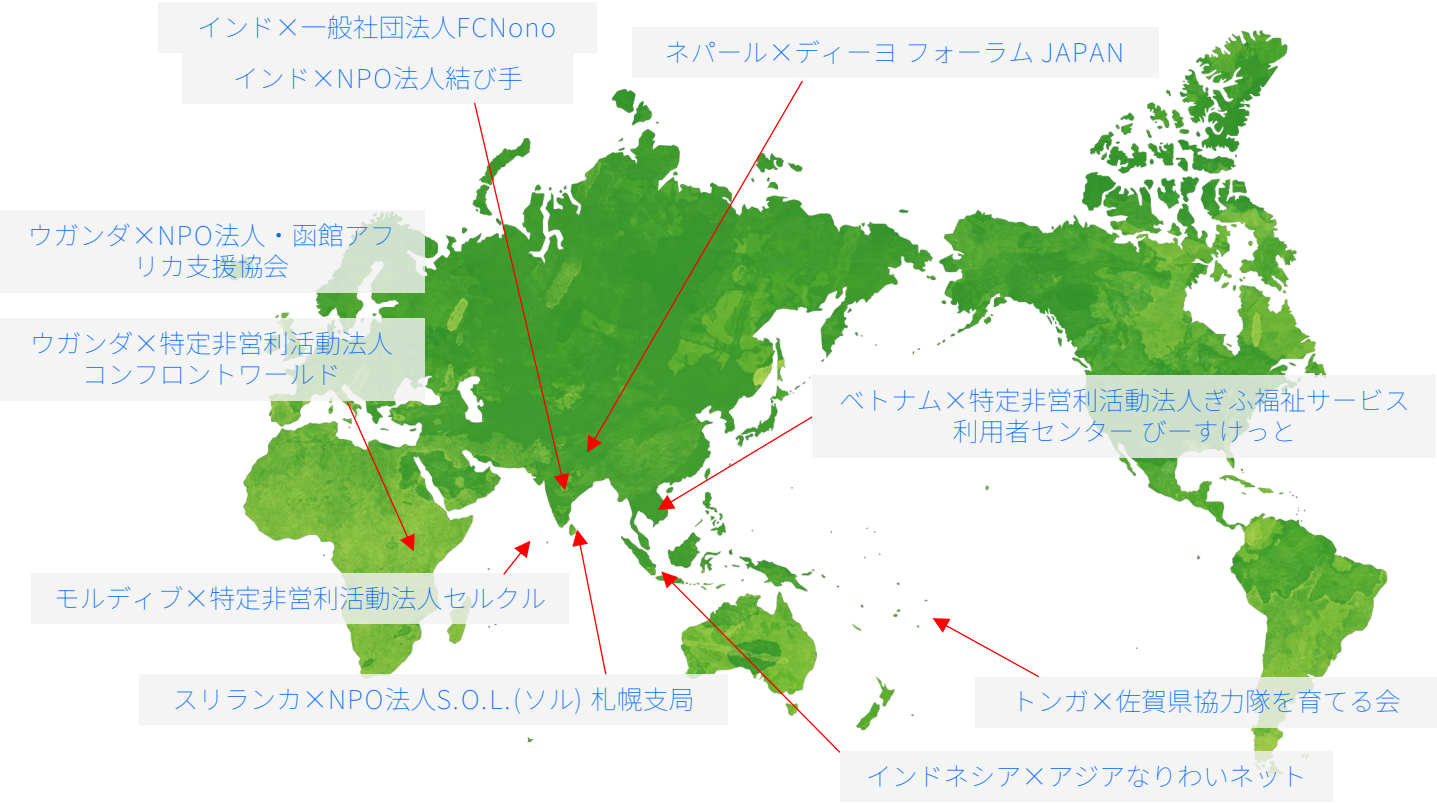 インド×一般社団法人FCNono
インド×NPO法人結び手
ネパール×ディーヨ フォーラム JAPAN
ウガンダ×NPO法人・函館アフ
リカ支援協会
ウガンダ×特定非営利活動法人
コンフロントワールド
ベトナム×特定非営利活動法人ぎふ福祉サービス
利用者センター びーすけっと
モルディブ×特定非営利活動法人セルクル
スリランカ×NPO法人S.O.L.(ソル) 札幌支局
トンガ×佐賀県協力隊を育てる会
インドネシア×アジアなりわいネット